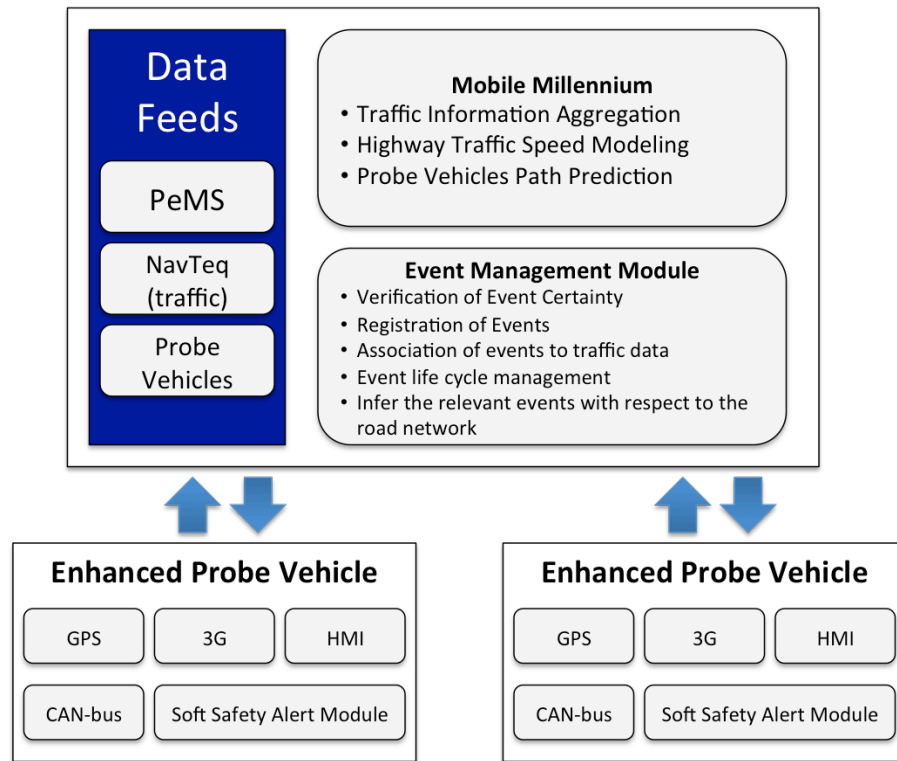 Data
Feeds
PeMS
NavTeq
(traffic)
Probe
Vehicles
Mobile Millennium
• Traffic Information Aggregation
• Highway Traffic Speed Modeling
• Probe Vehicles Path Prediction
Event Management Module
• Verification of Event Certainty
• Registration of Events
• Association of events to traffic data
• Event life cycle management
• Infer the relevant events with respect to the
road network
Enhanced Probe Vehicle
GPS
3G
HMI
CAN-bus
Soft Safety Alert Module
Enhanced Probe Vehicle
GPS
3G
HMI
CAN-bus
Soft Safety Alert Module